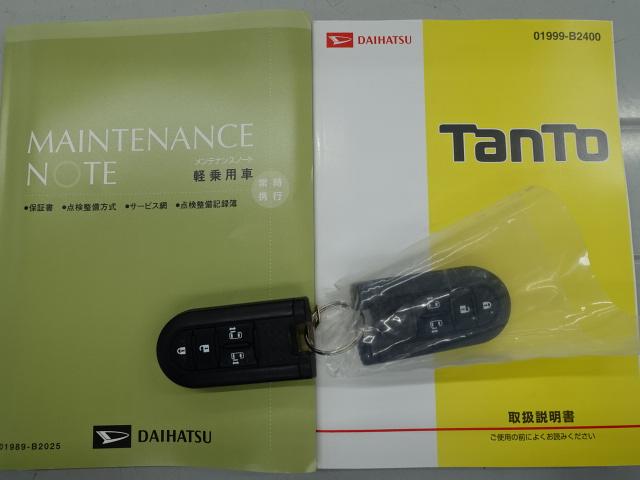 MAINTENANCE
NOTE
メンテナンスノート
軽乗用車
常時
携行
●保証書 ●点検整備方式 ●サービス網 ●点検整備記録簿
01989-B2025
DAIHATSU
DAIHATSU
01999-B2400
TanTo
取扱説明書
ご使用の前によくお読みください